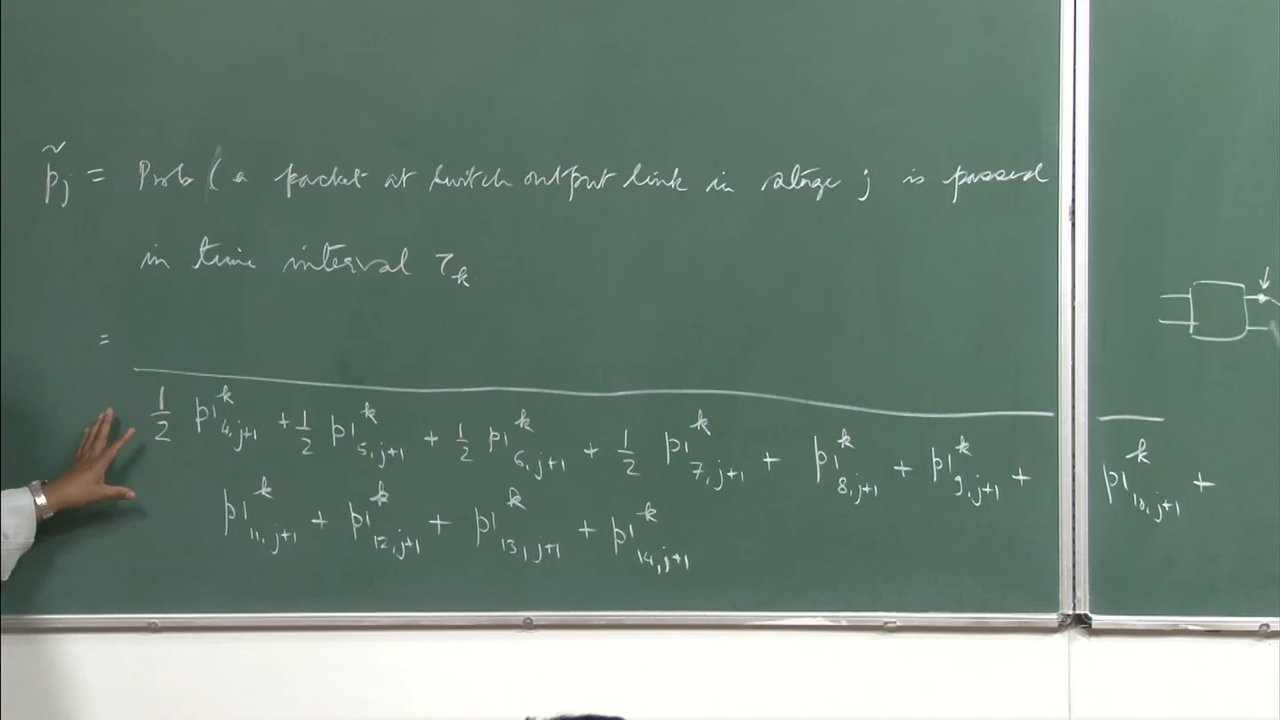 p̃j = Prob ( a packet at switch output link in stage j is passed
in time interval τk
=
1/2 p1^k_{4,j+1} + 1/2 p1^k_{5,j+1} + 1/2 p1^k_{6,j+1} + 1/2 p1^k_{7,j+1} + p1^k_{8,j+1} + p1^k_{9,j+1} + p1^k_{10,j+1} +
p1^k_{11,j+1} + p1^k_{12,j+1} + p1^k_{13,j+1} + p1^k_{14,j+1}